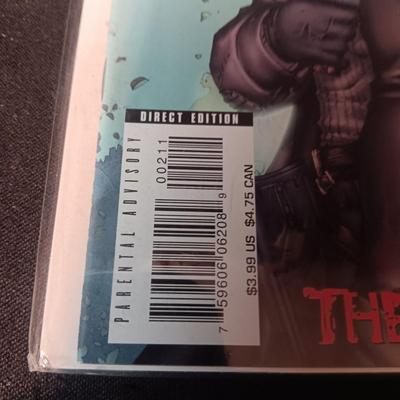 DIRECT EDITION
PARENTAL ADVISORY
00211
7 59606 06208 9
$3.99 US $4.75 CAN
THE